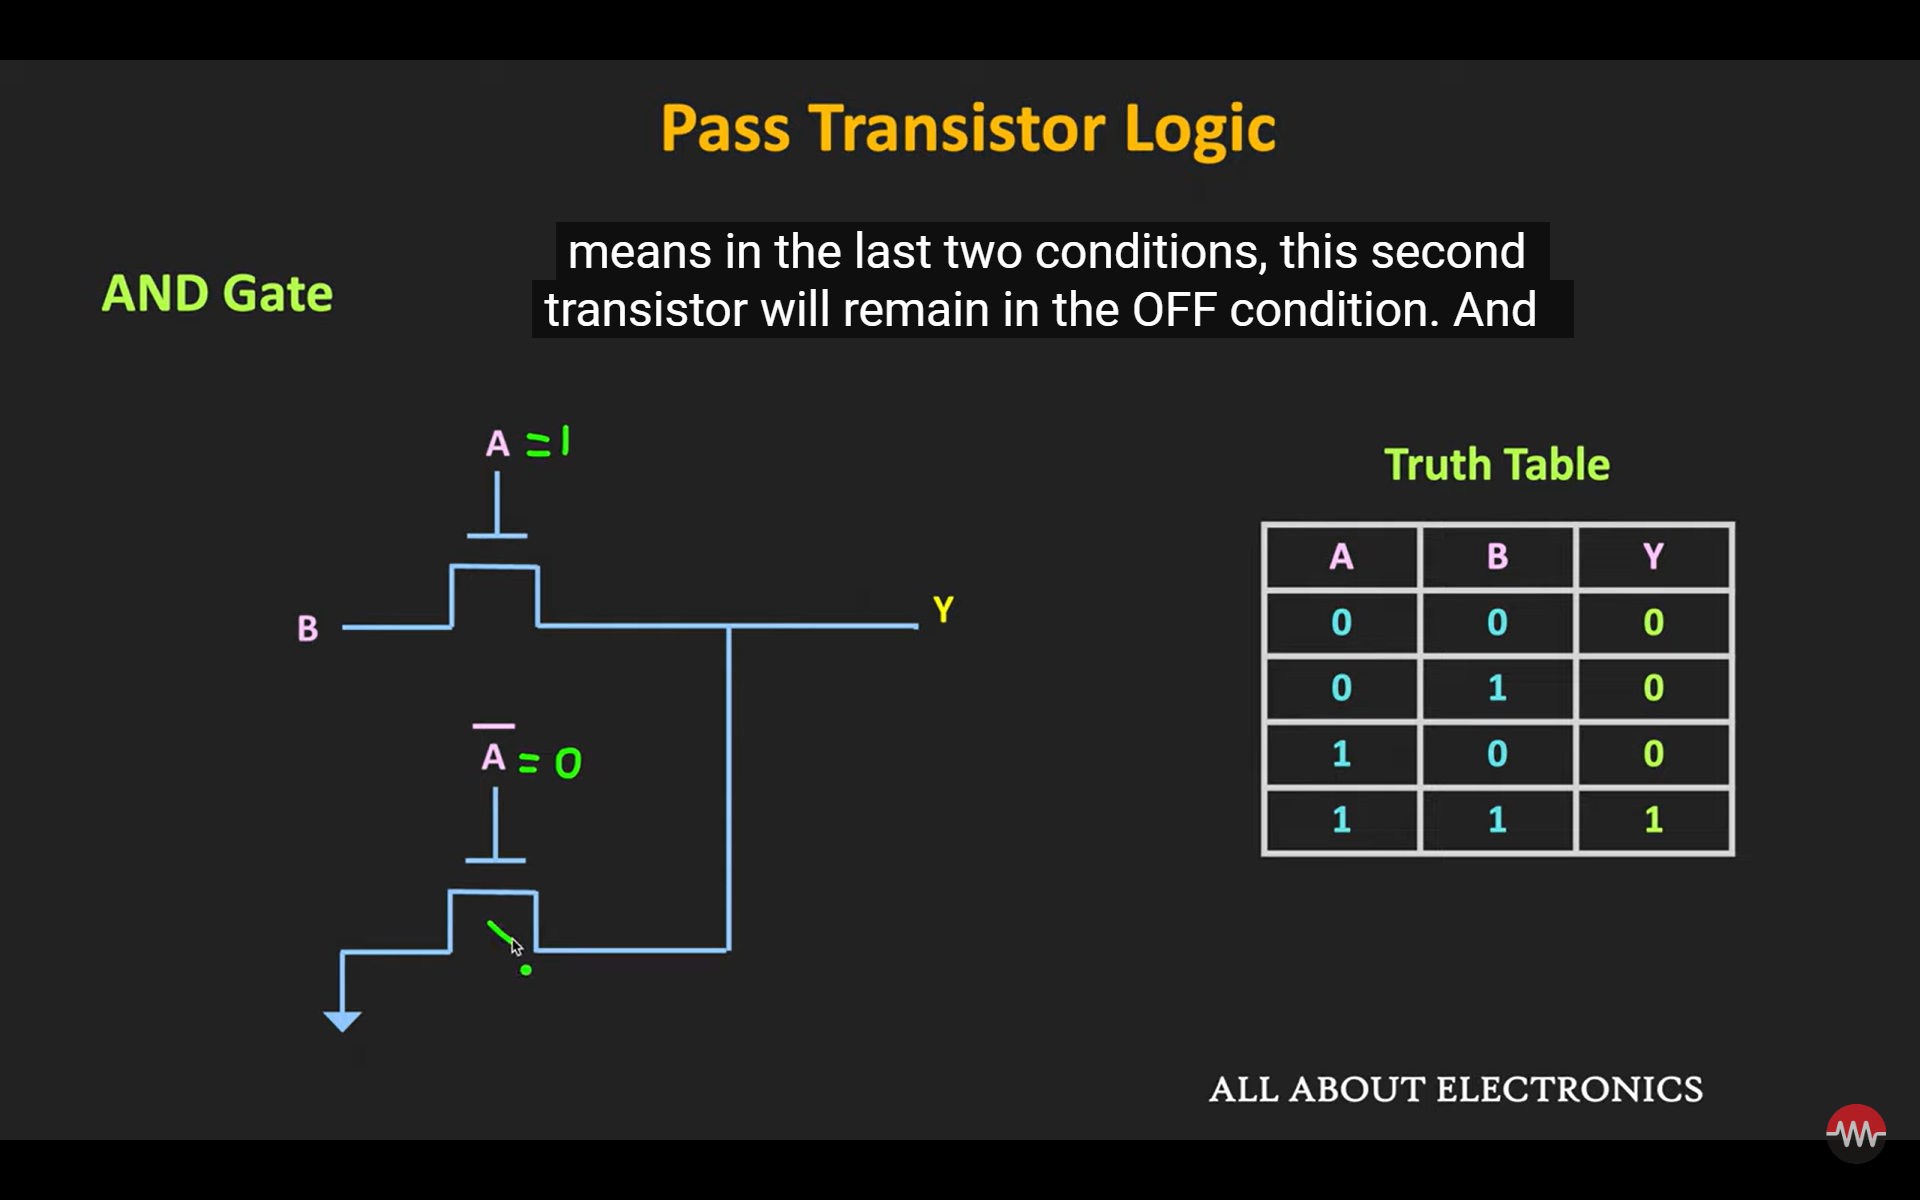 Pass Transistor Logic
means in the last two conditions, this second
transistor will remain in the OFF condition. And
AND Gate
A =1
B
Y
A̅ = 0
Truth Table
A B Y
0 0 0
0 1 0
1 0 0
1 1 1
ALL ABOUT ELECTRONICS